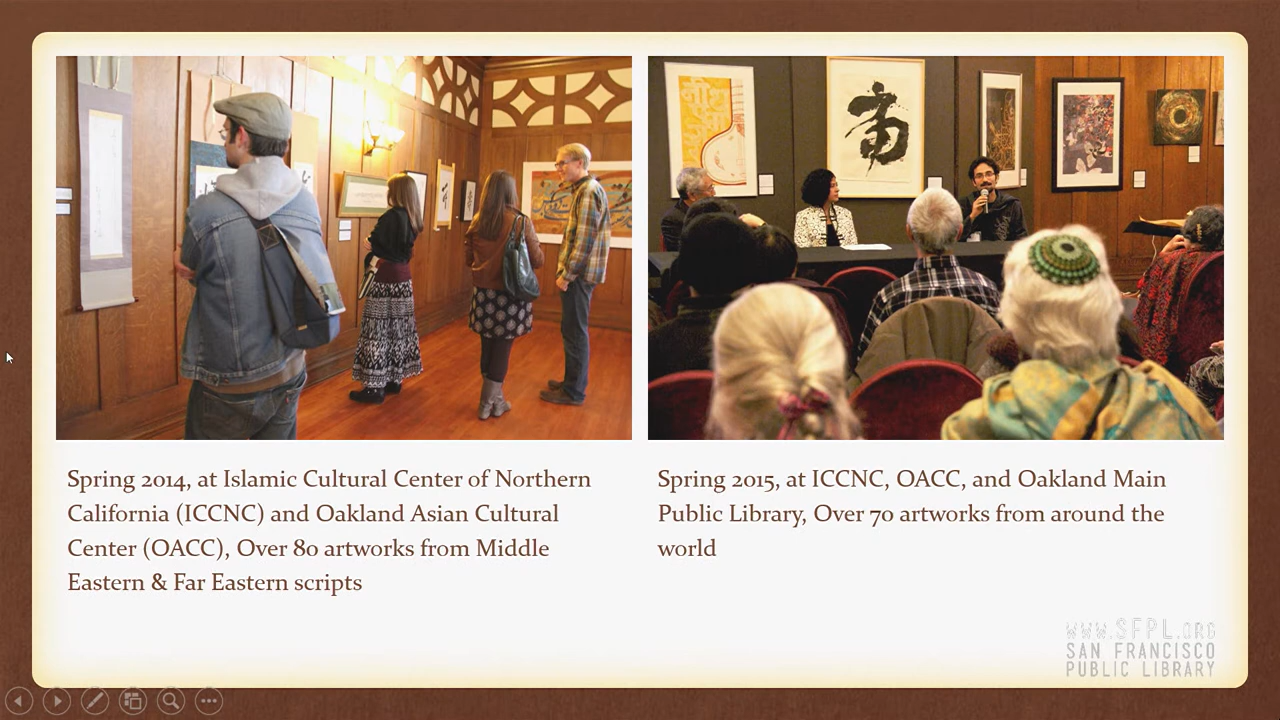 Spring 2014, at Islamic Cultural Center of Northern
California (ICCNC) and Oakland Asian Cultural
Center (OACC), Over 80 artworks from Middle
Eastern & Far Eastern scripts
Spring 2015, at ICCNC, OACC, and Oakland Main
Public Library, Over 70 artworks from around the
world
WWW.SFPL.ORG
SAN FRANCISCO
PUBLIC LIBRARY